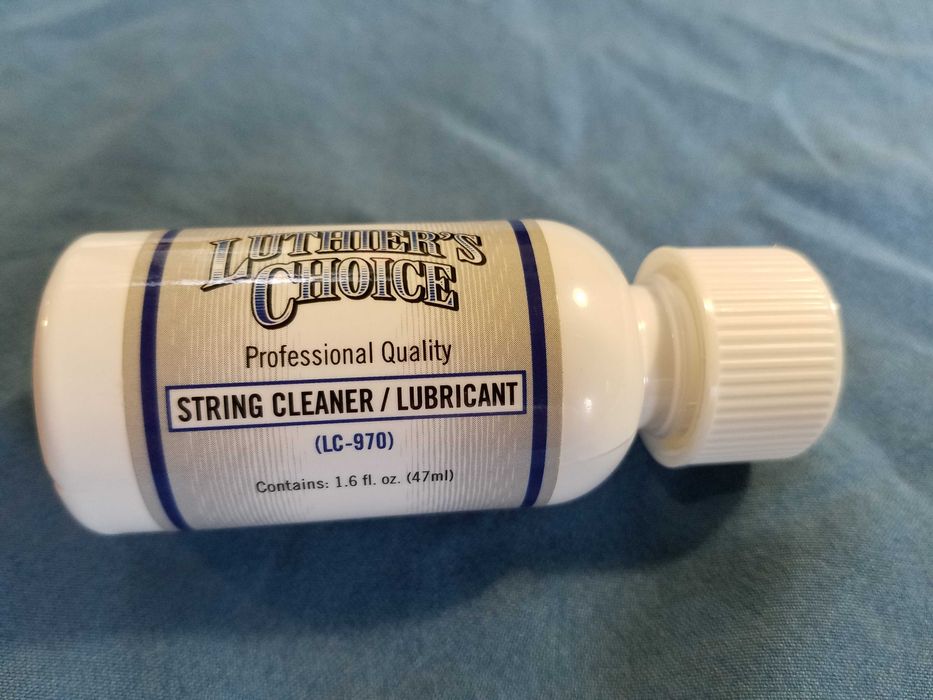 LUTHIER'S
CHOICE
Professional Quality
STRING CLEANER / LUBRICANT
(LC-970)
Contains: 1.6 fl. oz. (47ml)